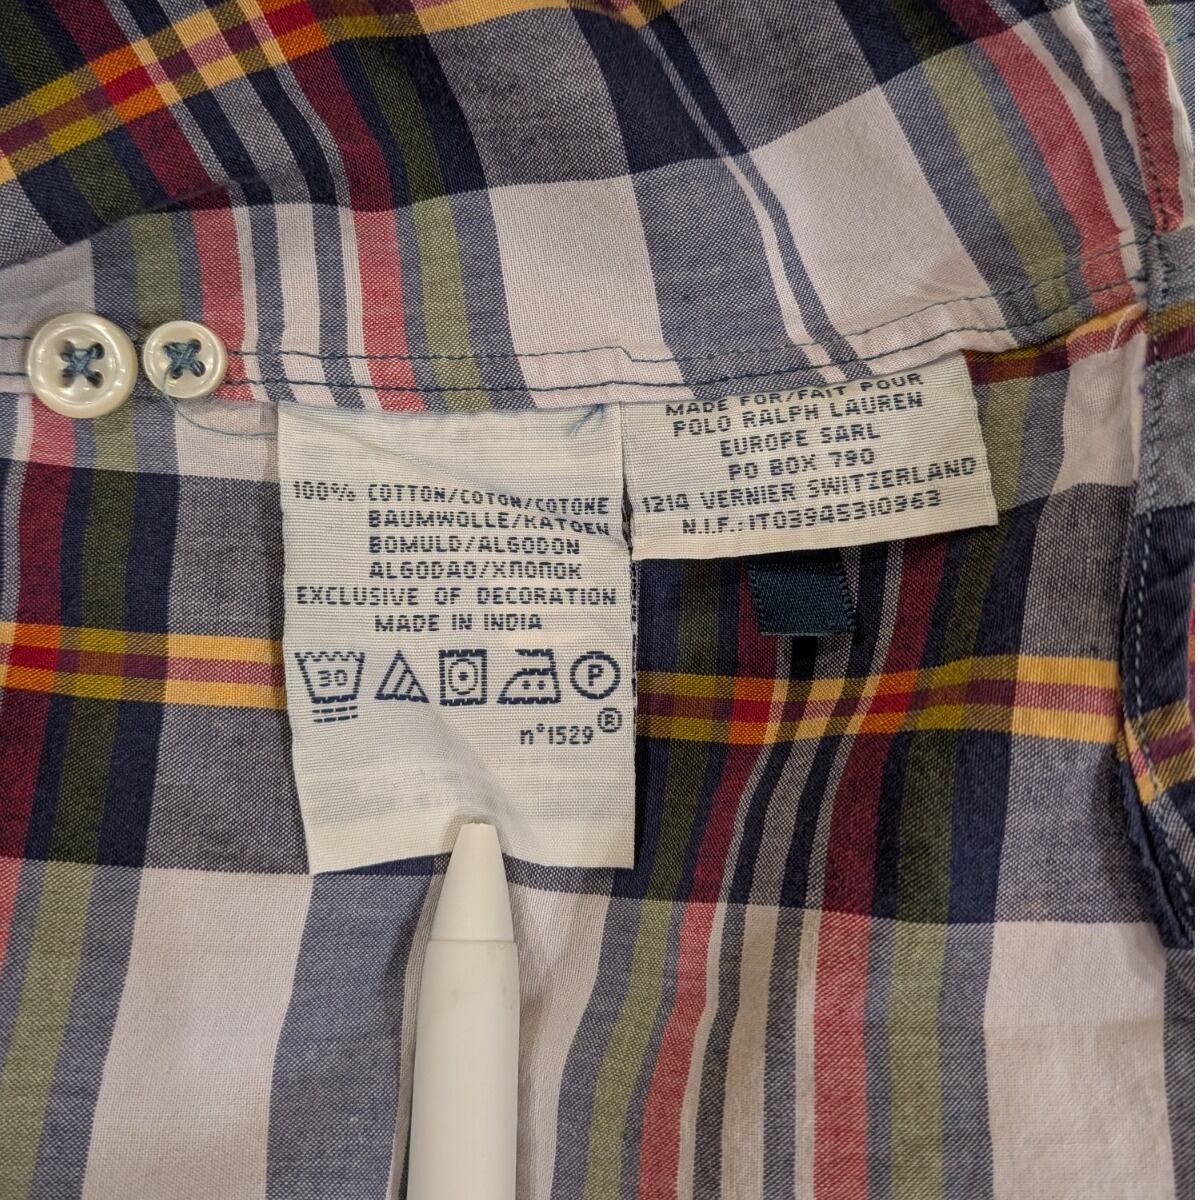 100% COTTON/COTON/COTONE
BAUMWOLLE/KATOEN
BOMULD/ALGODON
ALGODAO/ХЛОПОК
EXCLUSIVE OF DECORATION
MADE IN INDIA
30
P
n°1529®
MADE FOR/FAIT POUR
POLO RALPH LAUREN
EUROPE SARL
PO BOX 790
1214 VERNIER SWITZERLAND
N.I.F.:IT03945310963